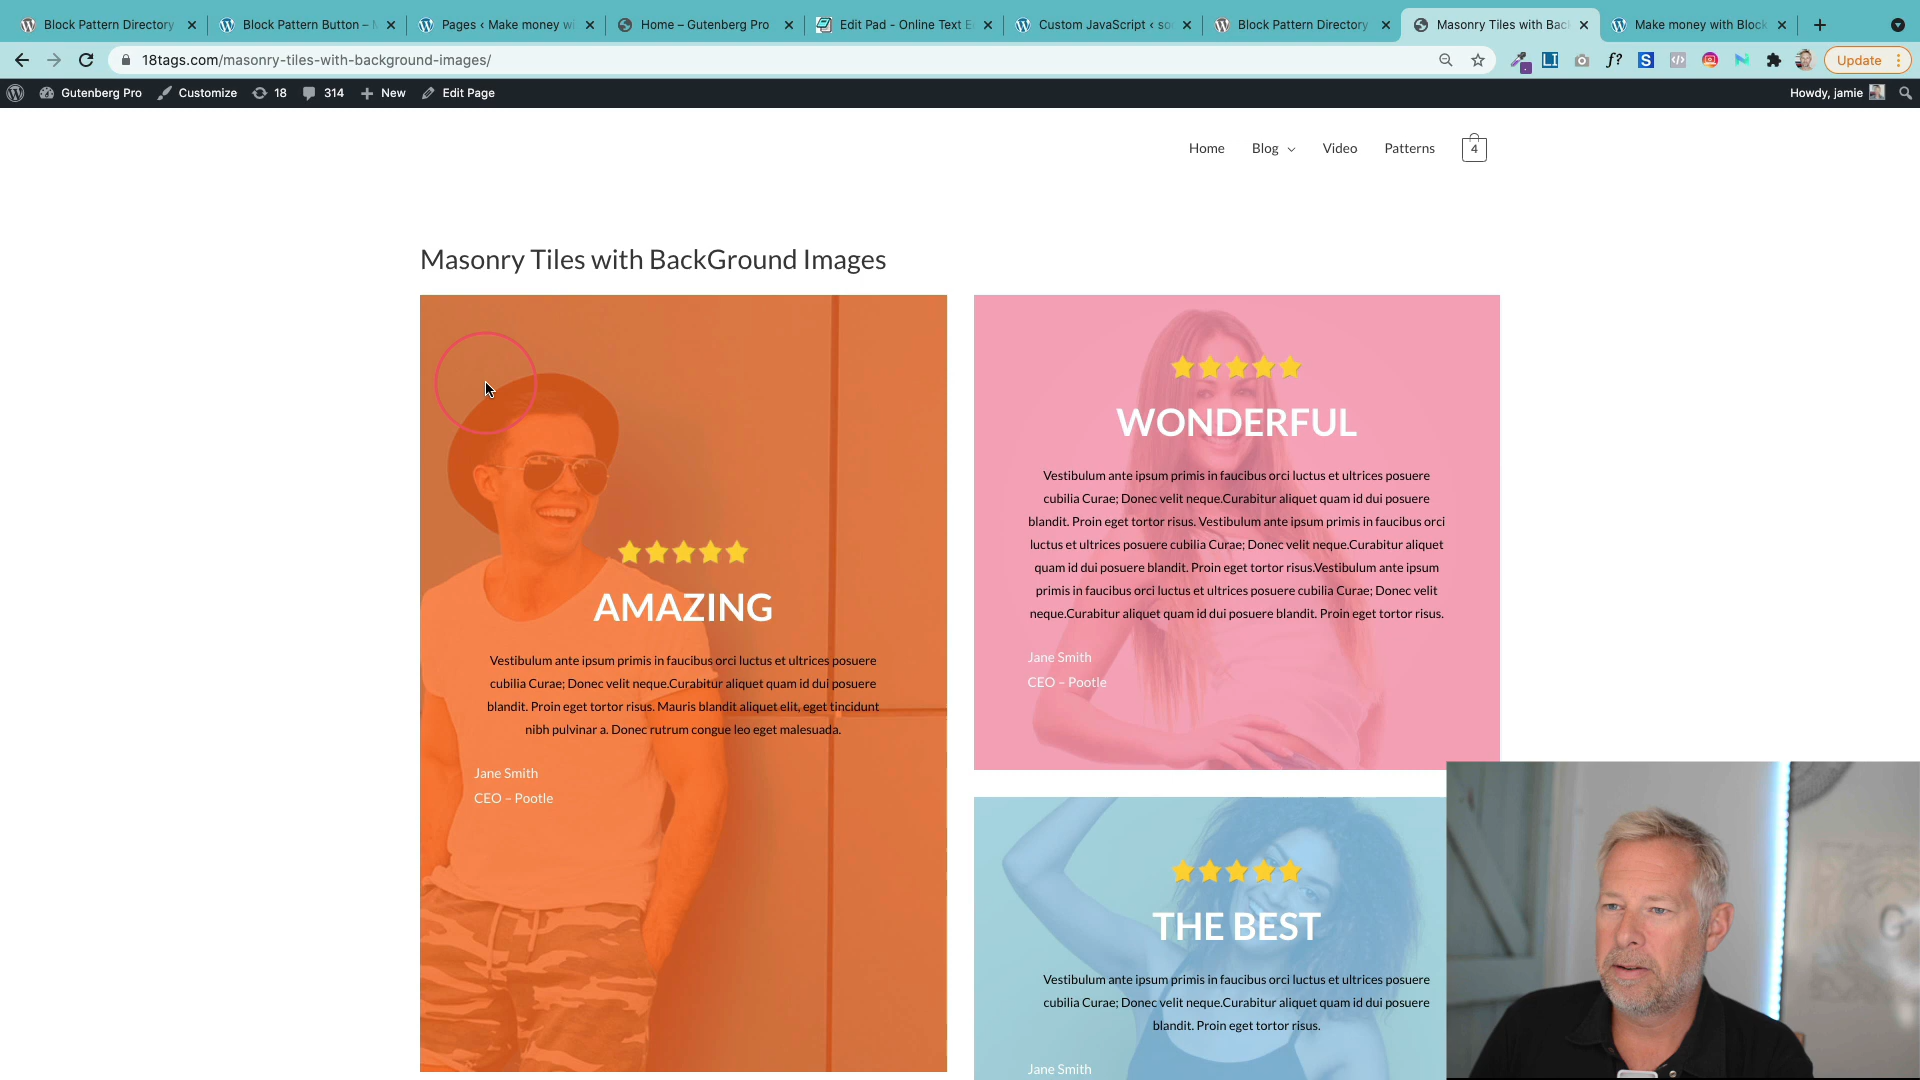 Block Pattern Directory
Block Pattern Button –
Pages ‹ Make money wi
Home – Gutenberg Pro
Edit Pad - Online Text E
Custom JavaScript ‹ so
Block Pattern Directory
Masonry Tiles with Bac
Make money with Block
18tags.com/masonry-tiles-with-background-images/
f?
S
Update
Gutenberg Pro
Customize
18
314
New
Edit Page
Howdy, jamie
Home
Blog
Video
Patterns
4
Masonry Tiles with BackGround Images
AMAZING
Vestibulum ante ipsum primis in faucibus orci luctus et ultrices posuere
cubilia Curae; Donec velit neque.Curabitur aliquet quam id dui posuere
blandit. Proin eget tortor risus. Mauris blandit aliquet elit, eget tincidunt
nibh pulvinar a. Donec rutrum congue leo eget malesuada.
Jane Smith
CEO – Pootle
WONDERFUL
Vestibulum ante ipsum primis in faucibus orci luctus et ultrices posuere
cubilia Curae; Donec velit neque.Curabitur aliquet quam id dui posuere
blandit. Proin eget tortor risus. Vestibulum ante ipsum primis in faucibus orci
luctus et ultrices posuere cubilia Curae; Donec velit neque.Curabitur aliquet
quam id dui posuere blandit. Proin eget tortor risus.Vestibulum ante ipsum
primis in faucibus orci luctus et ultrices posuere cubilia Curae; Donec velit
neque.Curabitur aliquet quam id dui posuere blandit. Proin eget tortor risus.
Jane Smith
CEO – Pootle
THE BEST
Vestibulum ante ipsum primis in faucibus orci luctus et ultrices posuere
cubilia Curae; Donec velit neque.Curabitur aliquet quam id dui posuere
blandit. Proin eget tortor risus.
Jane Smith